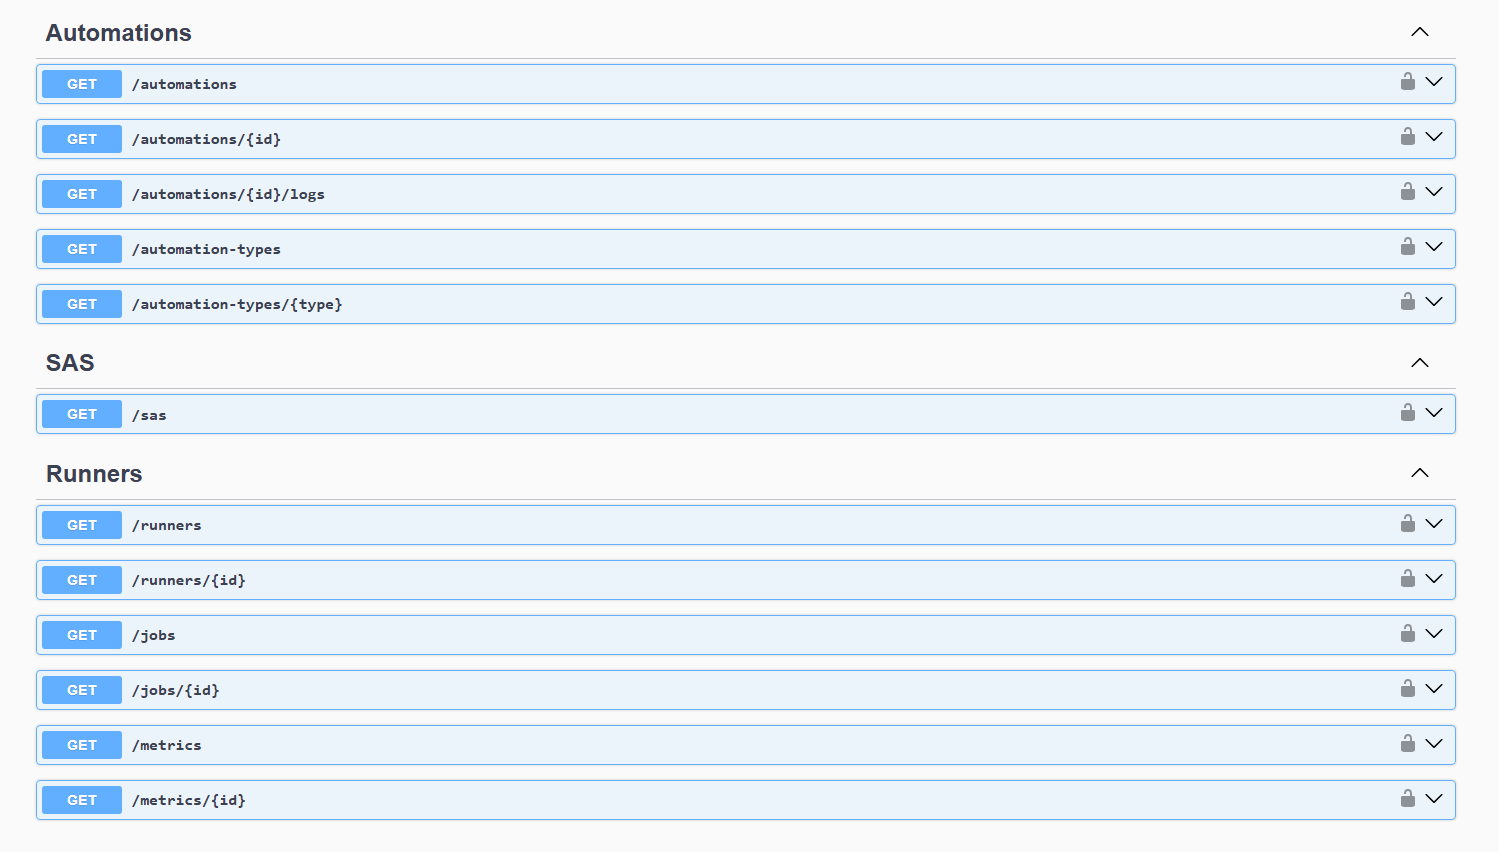 Automations
GET /automations
GET /automations/{id}
GET /automations/{id}/logs
GET /automation-types
GET /automation-types/{type}
SAS
GET /sas
Runners
GET /runners
GET /runners/{id}
GET /jobs
GET /jobs/{id}
GET /metrics
GET /metrics/{id}